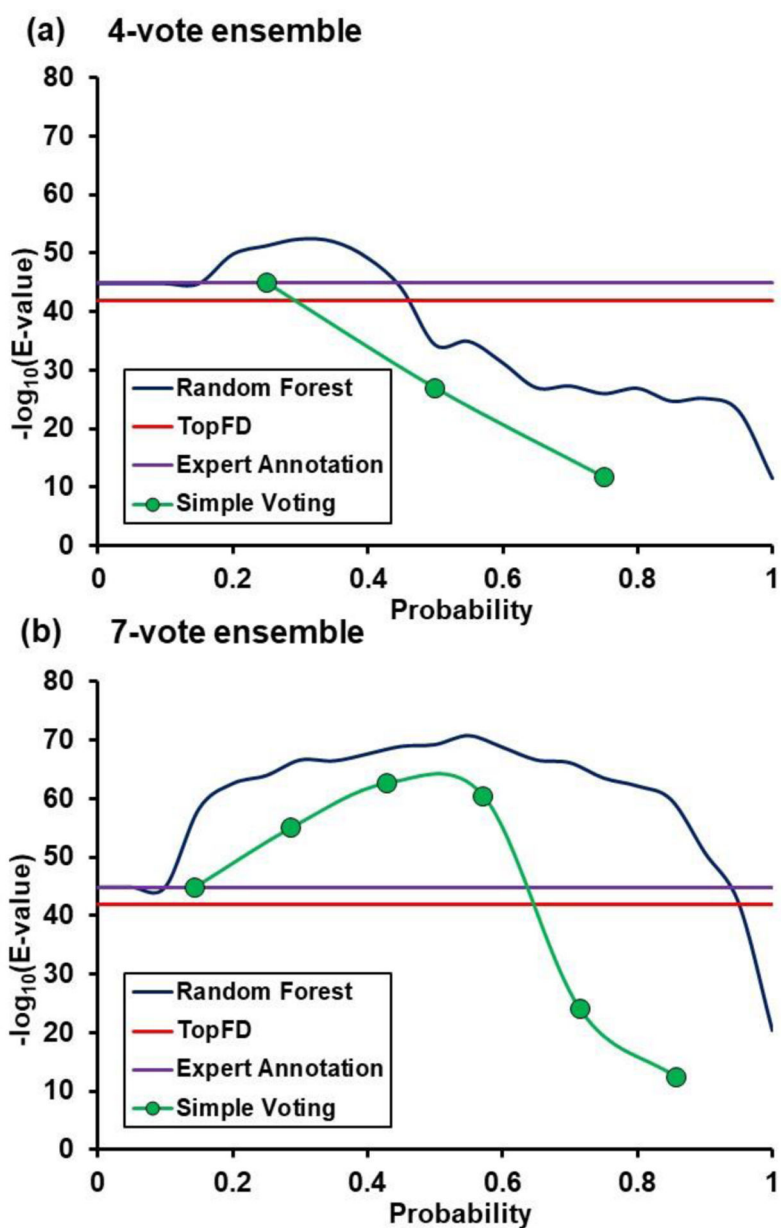 (a) 4-vote ensemble
80
70
60
50
40
30
20
10
0
-log10(E-value)
Random Forest
TopFD
Expert Annotation
Simple Voting
0 0.2 0.4 0.6 0.8 1
Probability
(b) 7-vote ensemble
80
70
60
50
40
30
20
10
0
-log10(E-value)
Random Forest
TopFD
Expert Annotation
Simple Voting
0 0.2 0.4 0.6 0.8 1
Probability